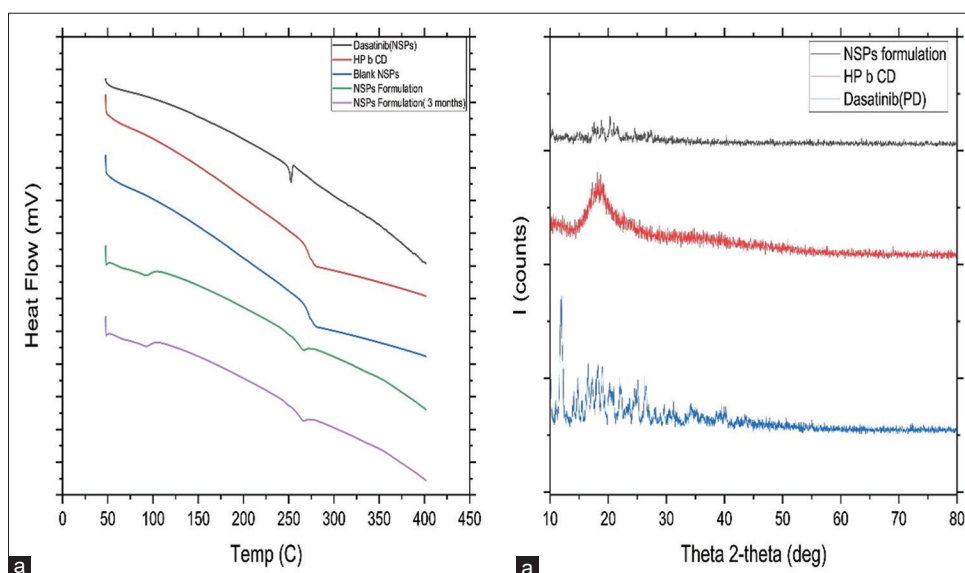 Dasatinib(NSPs)
HP b CD
Blank NSPs
NSPs Formulation
NSPs Formulation( 3 months)
Heat Flow (mV)
0 50 100 150 200 250 300 350 400 450
Temp (C)
a
NSPs formulation
HP b CD
Dasatinib(PD)
I (counts)
10 20 30 40 50 60 70 80
Theta 2-theta (deg)
a